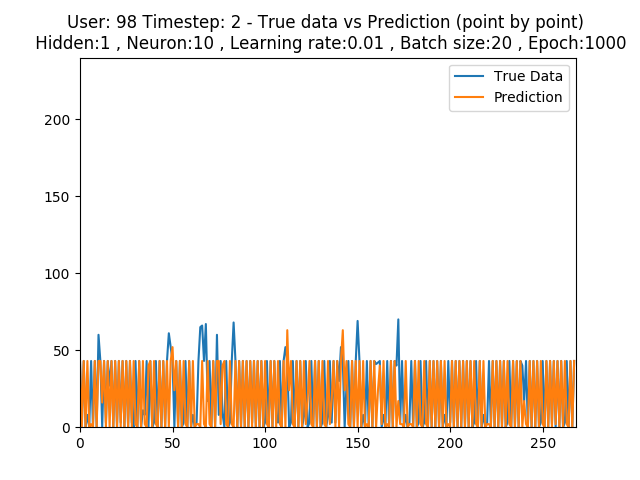 User: 98 Timestep: 2 - True data vs Prediction (point by point)
Hidden:1 , Neuron:10 , Learning rate:0.01 , Batch size:20 , Epoch:1000
True Data
Prediction
200
150
100
50
0
0 50 100 150 200 250